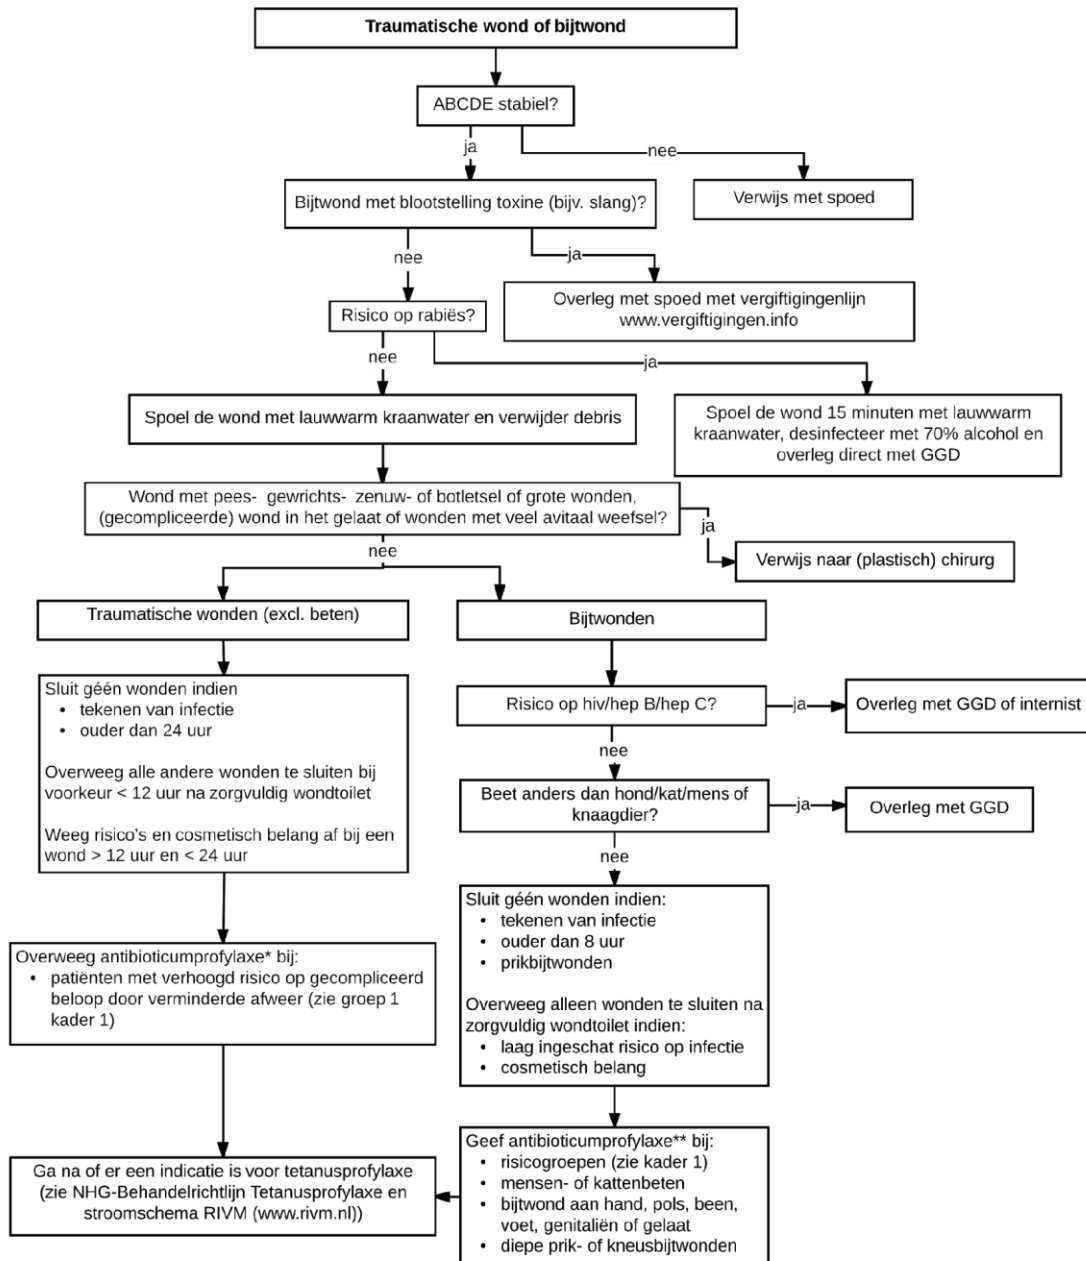 Traumatische wond of bijtwond
ABCDE stabiel?
ja
nee
Verwijs met spoed
Bijtwond met blootstelling toxine (bijv. slang)?
nee
ja
Overleg met spoed met vergiftigingenlijn
www.vergiftigingen.info
Risico op rabiës?
nee
ja
Spoel de wond met lauwwarm kraanwater en verwijder debris
Spoel de wond 15 minuten met lauwwarm
kraanwater, desinfecteer met 70% alcohol en
overleg direct met GGD
Wond met pees- gewrichts- zenuw- of botletsel of grote wonden,
(gecompliceerde) wond in het gelaat of wonden met veel avitaal weefsel?
ja
nee
Verwijs naar (plastisch) chirurg
Traumatische wonden (excl. beten)
Sluit géén wonden indien
• tekenen van infectie
• ouder dan 24 uur
Overweeg alle andere wonden te sluiten bij
voorkeur < 12 uur na zorgvuldig wondtoilet
Weeg risico's en cosmetisch belang af bij een
wond > 12 uur en < 24 uur
Overweeg antibioticumprofylaxe* bij:
• patiënten met verhoogd risico op gecompliceerd
beloop door verminderde afweer (zie groep 1
kader 1)
Bijtwonden
Risico op hiv/hep B/hep C?
ja
Overleg met GGD of internist
nee
Beet anders dan hond/kat/mens of
knaagdier?
ja
Overleg met GGD
nee
Sluit géén wonden indien:
• tekenen van infectie
• ouder dan 8 uur
• prikbijtwonden
Overweeg alleen wonden te sluiten na
zorgvuldig wondtoilet indien:
• laag ingeschat risico op infectie
• cosmetisch belang
Geef antibioticumprofylaxe** bij:
• risicogroepen (zie kader 1)
• mensen- of kattenbeten
• bijtwond aan hand, pols, been,
voet, genitaliën of gelaat
• diepe prik- of kneusbijtwonden
Ga na of er een indicatie is voor tetanusprofylaxe
(zie NHG-Behandelrichtlijn Tetanusprofylaxe en
stroomschema RIVM (www.rivm.nl))